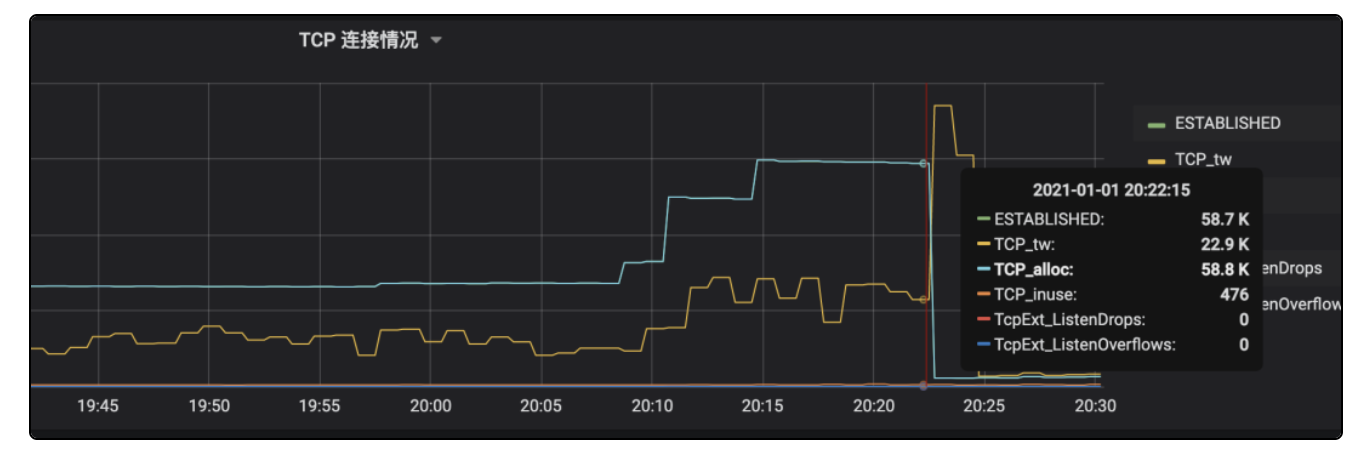 TCP 连接情况
ESTABLISHED
TCP_tw
2021-01-01 20:22:15
ESTABLISHED: 58.7 K
TCP_tw: 22.9 K
TCP_alloc: 58.8 K
enDrops
TCP_inuse: 476
enOverflow
TcpExt_ListenDrops: 0
TcpExt_ListenOverflows: 0
19:45 19:50 19:55 20:00 20:05 20:10 20:15 20:20 20:25 20:30